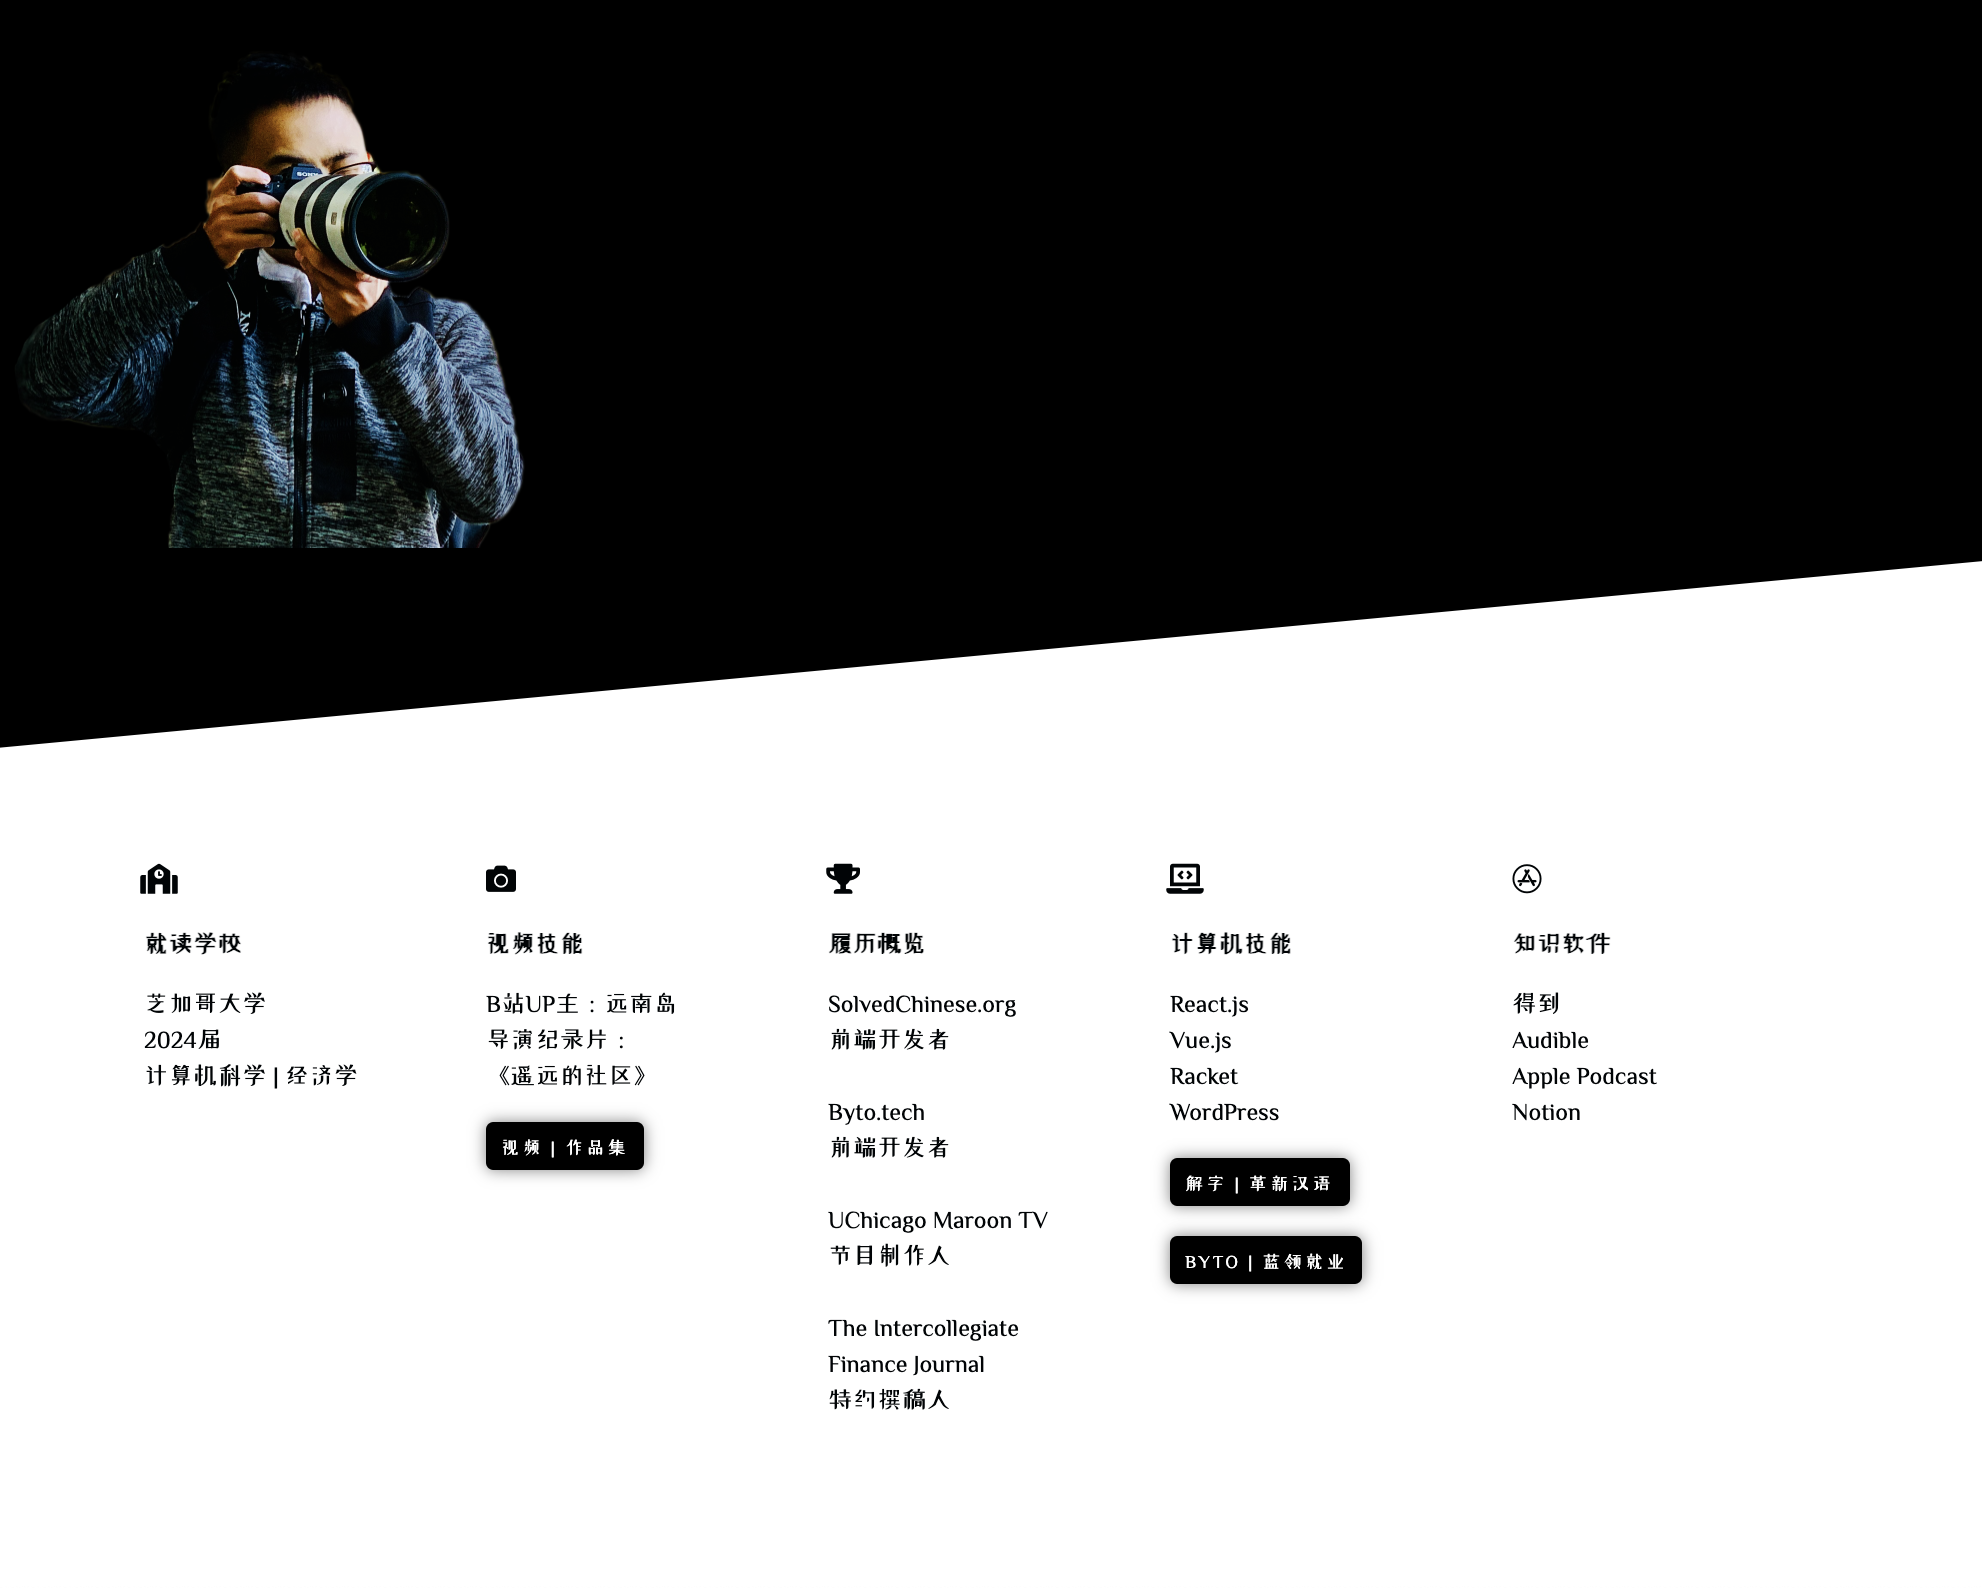 SONY
就读学校
芝加哥大学
2024届
计算机科学 | 经济学
视频技能
B站UP主：远南岛
导演纪录片：
《遥远的社区》
视频 | 作品集
履历概览
SolvedChinese.org
前端开发者
Byto.tech
前端开发者
UChicago Maroon TV
节目制作人
The Intercollegiate
Finance Journal
特约撰稿人
计算机技能
React.js
Vue.js
Racket
WordPress
解字 | 革新汉语
BYTO | 蓝领就业
知识软件
得到
Audible
Apple Podcast
Notion